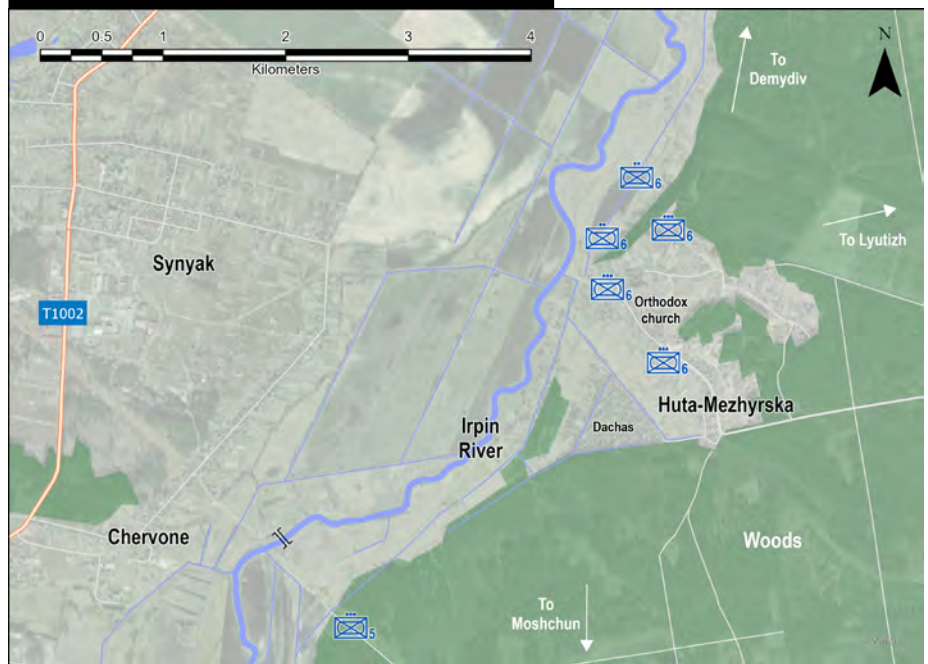 0 0.5 1 2 3 4
Kilometers
N
To
Demydiv
6
6
6
To Lyutizh
Synyak
6
Orthodox
church
T1002
6
Huta-Mezhyrska
Irpin
River
Dachas
Chervone
Woods
To
Moshchun
5